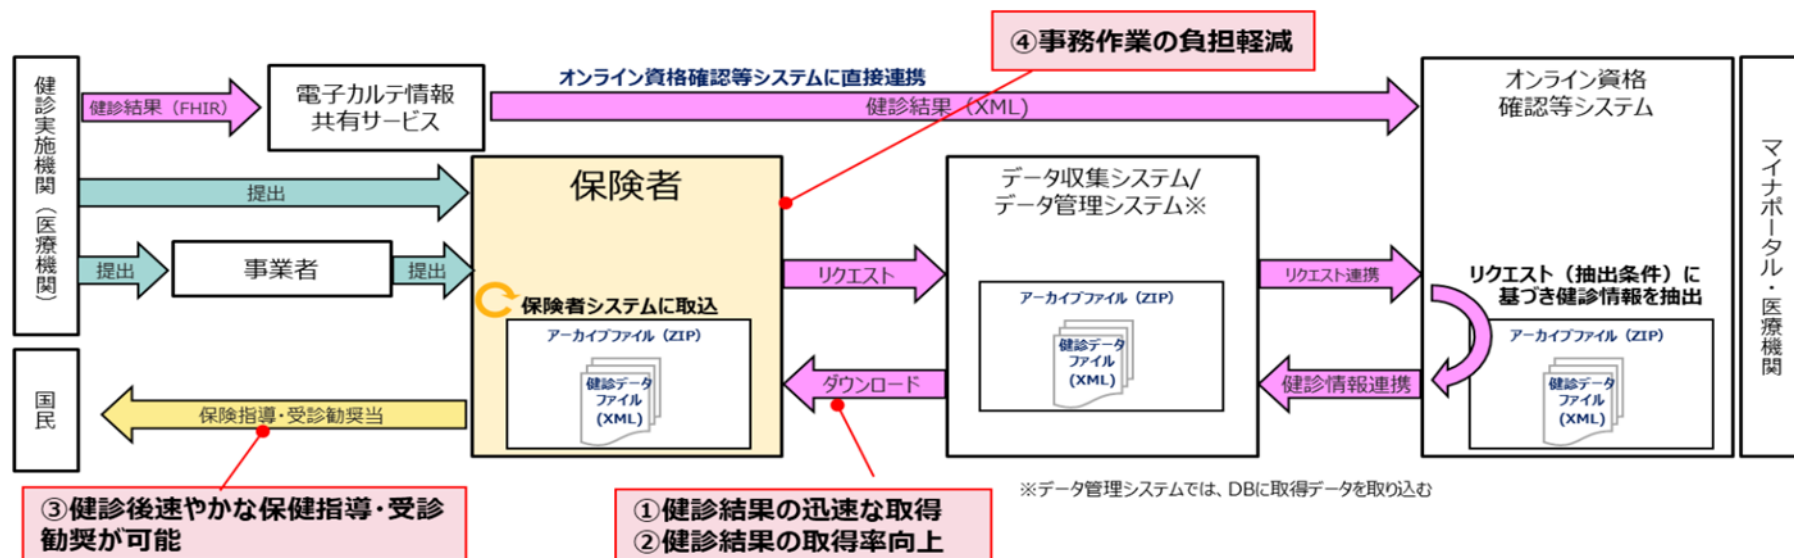 ④事務作業の負担軽減
健診実施機関（医療機関）
健診結果（FHIR）
電子カルテ情報
共有サービス
オンライン資格確認等システムに直接連携
健診結果（XML）
オンライン資格
確認等システム
マイナポータル・医療機関
提出
提出
事業者
提出
保険者
保険者システムに取込
アーカイブファイル（ZIP）
健診データ
ファイル
(XML)
リクエスト
ダウンロード
データ収集システム/
データ管理システム※
アーカイブファイル（ZIP）
健診データ
ファイル
(XML)
リクエスト連携
健診情報連携
リクエスト（抽出条件）に
基づき健診情報を抽出
アーカイブファイル（ZIP）
健診データ
ファイル
(XML)
国民
保険指導・受診勧奨当
③健診後速やかな保健指導・受診
勧奨が可能
①健診結果の迅速な取得
②健診結果の取得率向上
※データ管理システムでは、DBに取得データを取り込む